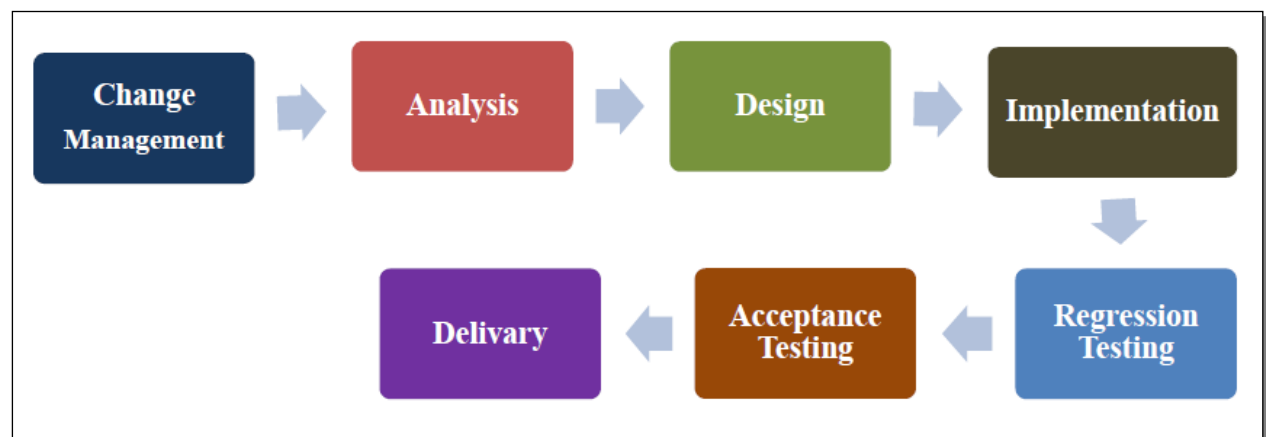 Change
Management
Analysis
Design
Implementation
Regression
Testing
Acceptance
Testing
Delivary